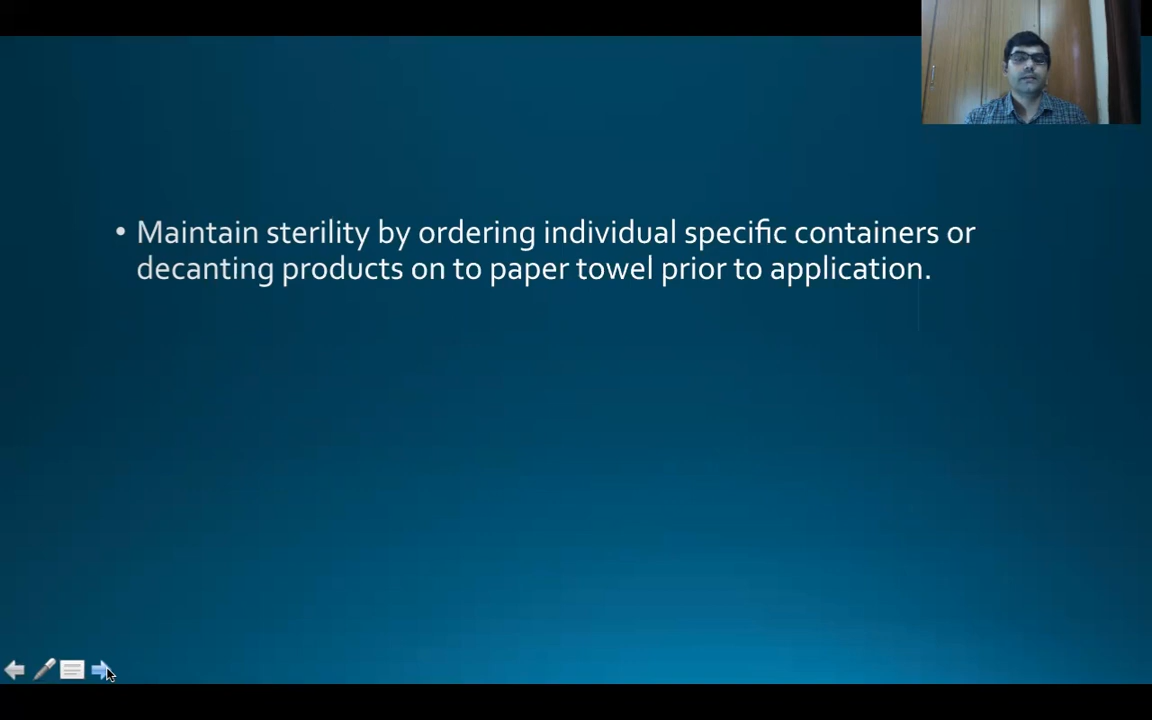 • Maintain sterility by ordering individual specific containers or
decanting products on to paper towel prior to application.